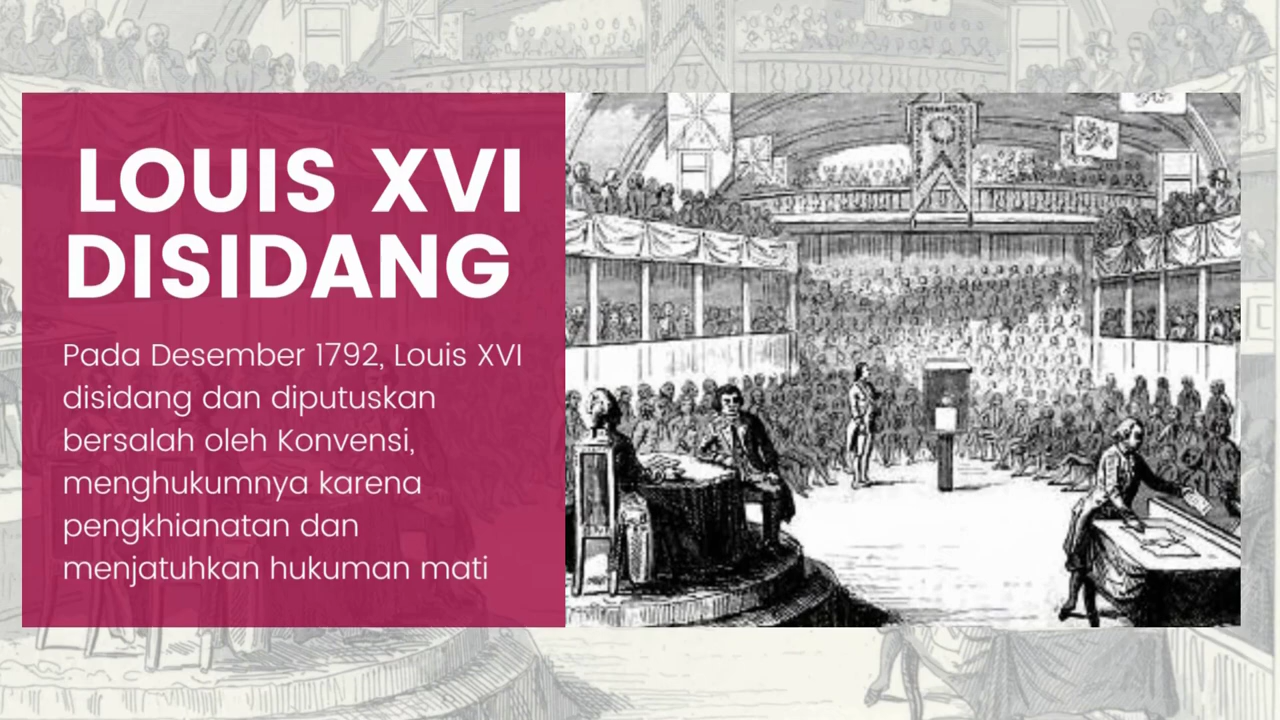 LOUIS XVI
DISIDANG
Pada Desember 1792, Louis XVI
disidang dan diputuskan
bersalah oleh Konvensi,
menghukumnya karena
pengkhianatan dan
menjatuhkan hukuman mati